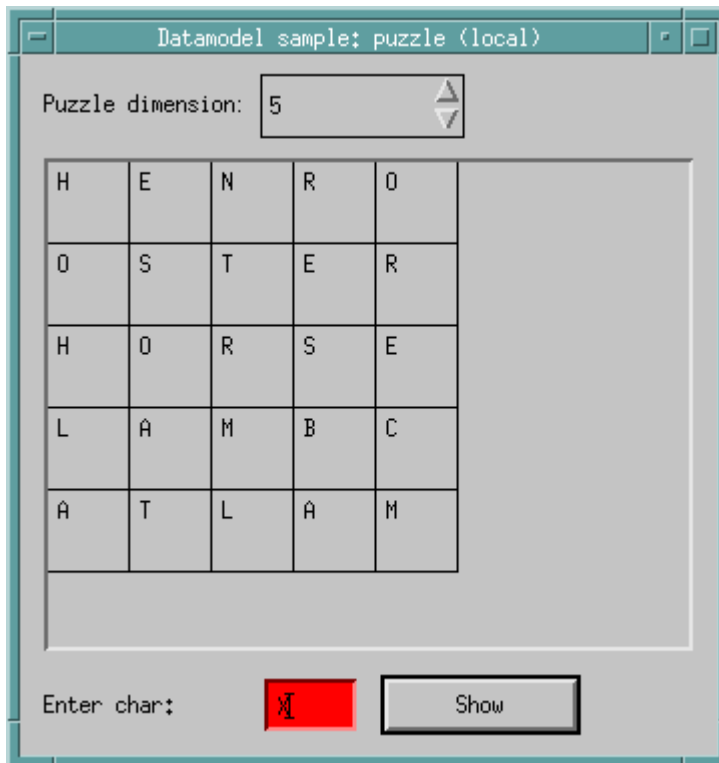 Datamodel sample: puzzle (local)
Puzzle dimension: 5
H E N R O
O S T E R
H O R S E
L A M B C
A T L A M
Enter char: X Show